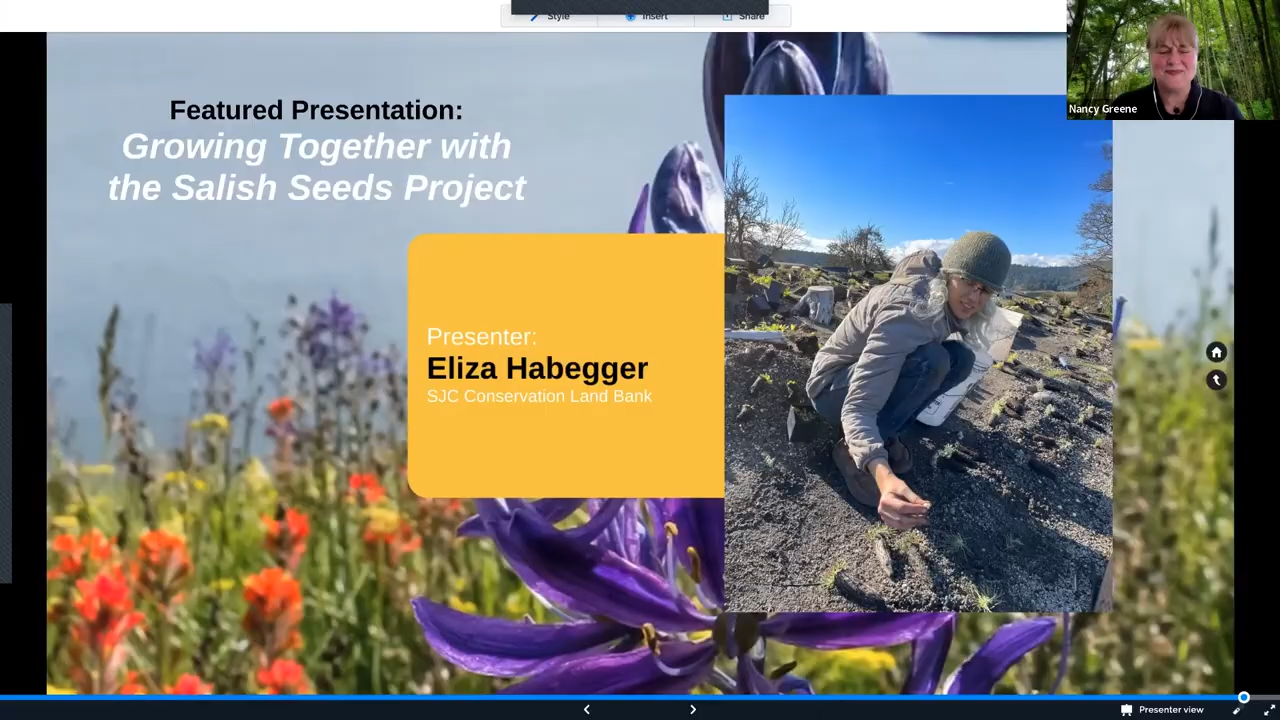 Style
Insert
Share
Nancy Greene
Featured Presentation:
Growing Together with
the Salish Seeds Project
Presenter:
Eliza Habegger
SJC Conservation Land Bank
Presenter view